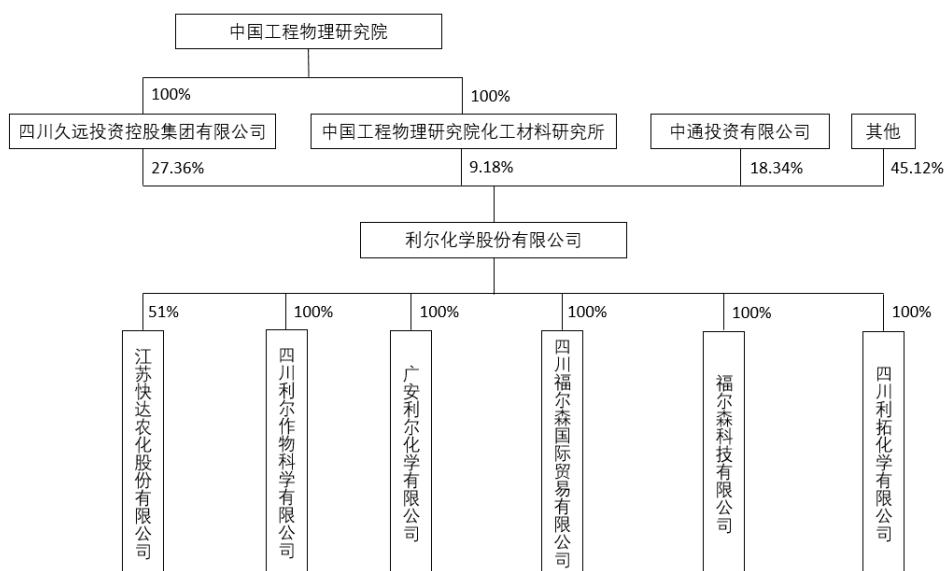 中国工程物理研究院
100%
100%
四川久远投资控股集团有限公司
中国工程物理研究院化工材料研究所
中通投资有限公司
其他
27.36%
9.18%
18.34%
45.12%
利尔化学股份有限公司
51%
100%
100%
100%
100%
100%
江苏快达农化股份有限公司
四川利尔作物科学有限公司
广安利尔化学有限公司
四川福尔森国际贸易有限公司
福尔森科技有限公司
四川利拓化学有限公司